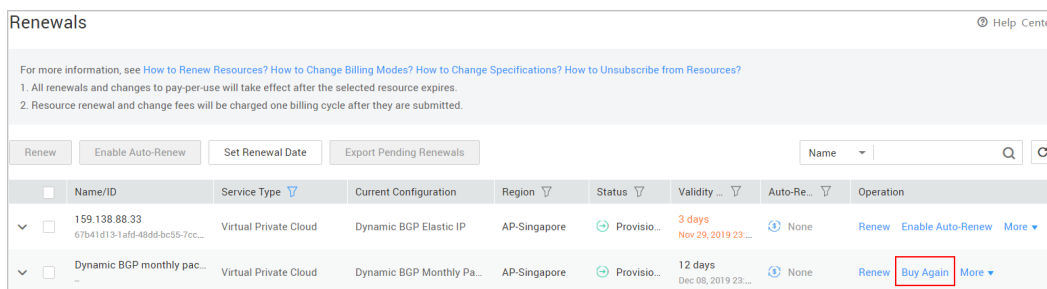 Renewals
Help Cente
For more information, see How to Renew Resources? How to Change Billing Modes? How to Change Specifications? How to Unsubscribe from Resources?
1. All renewals and changes to pay-per-use will take effect after the selected resource expires.
2. Resource renewal and change fees will be charged one billing cycle after they are submitted.
Renew Enable Auto-Renew Set Renewal Date Export Pending Renewals Name
Name/ID Service Type Current Configuration Region Status Validity ... Auto-Re... Operation
159.138.88.33 Virtual Private Cloud Dynamic BGP Elastic IP AP-Singapore Provisio... 3 days None Renew Enable Auto-Renew More
67b41d13-1afd-48dd-bc55-7cc... Nov 29, 2019 23:...
Dynamic BGP monthly pac... Virtual Private Cloud Dynamic BGP Monthly Pa... AP-Singapore Provisio... 12 days None Renew Buy Again More
-- Dec 08, 2019 23:...